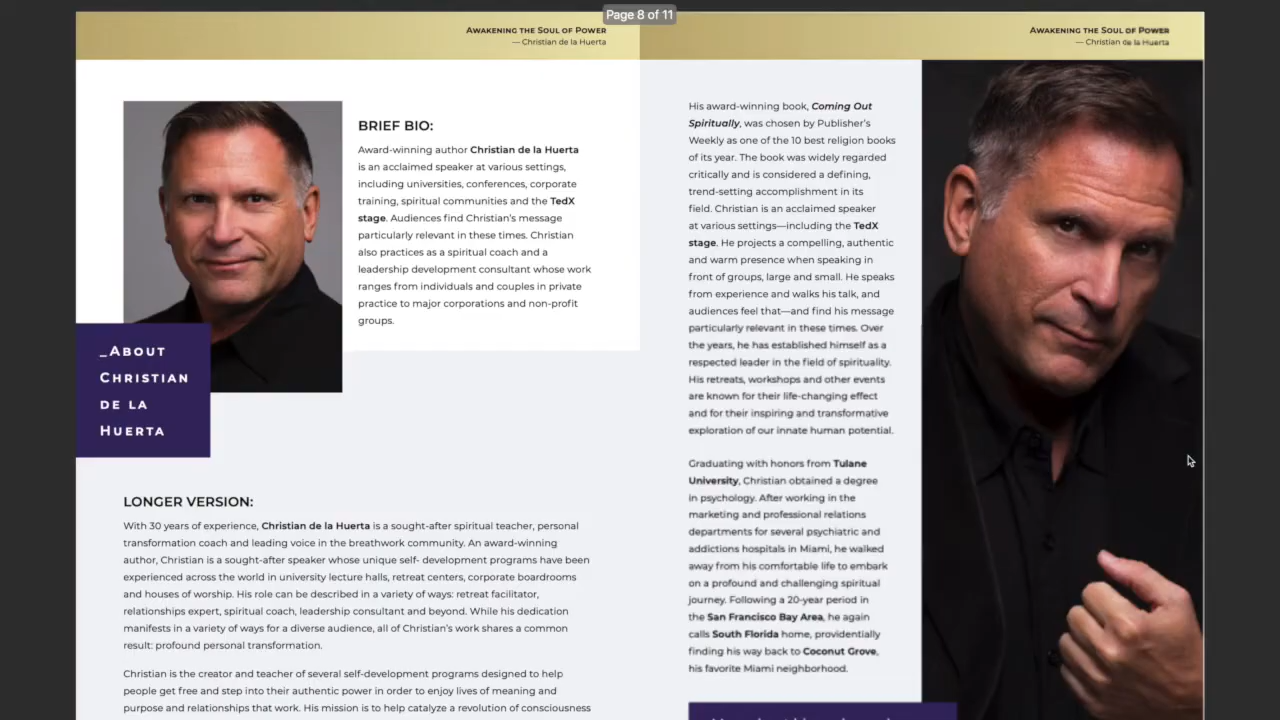 Page 8 of 11
Awakening the Soul of Power
— Christian de la Huerta
Awakening the Soul of Power
— Christian de la Huerta
BRIEF BIO:
Award-winning author Christian de la Huerta
is an acclaimed speaker at various settings,
including universities, conferences, corporate
training, spiritual communities and the TedX
stage. Audiences find Christian's message
particularly relevant in these times. Christian
also practices as a spiritual coach and a
leadership development consultant whose work
ranges from individuals and couples in private
practice to major corporations and non-profit
groups.
_About
Christian
de la
Huerta
LONGER VERSION:
With 30 years of experience, Christian de la Huerta is a sought-after spiritual teacher, personal
transformation coach and leading voice in the breathwork community. An award-winning
author, Christian is a sought-after speaker whose unique self- development programs have been
experienced across the world in university lecture halls, retreat centers, corporate boardrooms
and houses of worship. His role can be described in a variety of ways: retreat facilitator,
relationships expert, spiritual coach, leadership consultant and beyond. While his dedication
manifests in a variety of ways for a diverse audience, all of Christian's work shares a common
result: profound personal transformation.
Christian is the creator and teacher of several self-development programs designed to help
people get free and step into their authentic power in order to enjoy lives of meaning and
purpose and relationships that work. His mission is to help catalyze a revolution of consciousness
His award-winning book, Coming Out
Spiritually, was chosen by Publisher's
Weekly as one of the 10 best religion books
of its year. The book was widely regarded
critically and is considered a defining,
trend-setting accomplishment in its
field. Christian is an acclaimed speaker
at various settings—including the TedX
stage. He projects a compelling, authentic
and warm presence when speaking in
front of groups, large and small. He speaks
from experience and walks his talk, and
audiences feel that—and find his message
particularly relevant in these times. Over
the years, he has established himself as a
respected leader in the field of spirituality.
His retreats, workshops and other events
are known for their life-changing effect
and for their inspiring and transformative
exploration of our innate human potential.
Graduating with honors from Tulane
University, Christian obtained a degree
in psychology. After working in the
marketing and professional relations
departments for several psychiatric and
addictions hospitals in Miami, he walked
away from his comfortable life to embark
on a profound and challenging spiritual
journey. Following a 20-year period in
the San Francisco Bay Area, he again
calls South Florida home, providentially
finding his way back to Coconut Grove,
his favorite Miami neighborhood.